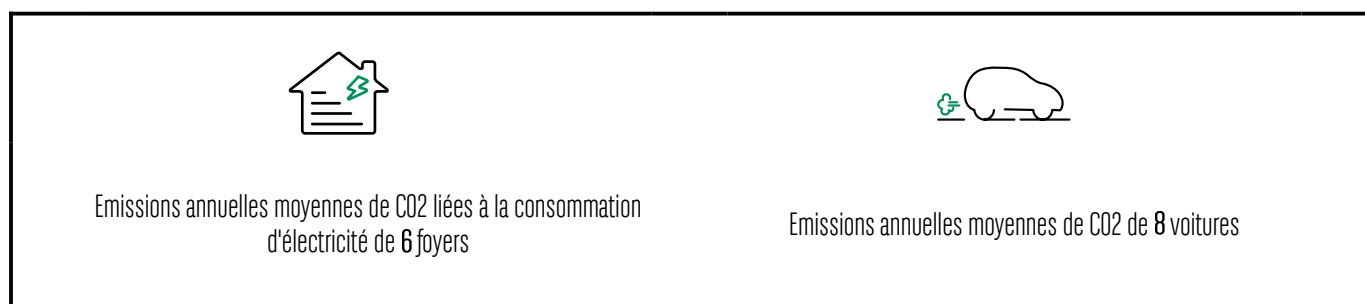 Emissions annuelles moyennes de CO2 liées à la consommation
d'électricité de 6 foyers
Emissions annuelles moyennes de CO2 de 8 voitures